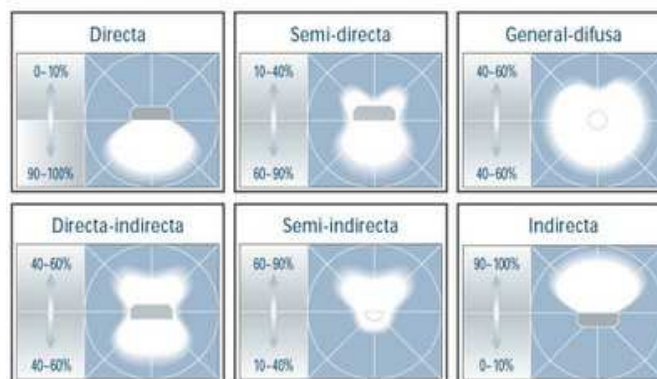 Directa
0-10%
90-100%
Semi-directa
10-40%
60-90%
General-difusa
40-60%
40-60%
Directa-indirecta
40-60%
40-60%
Semi-indirecta
60-90%
10-40%
Indirecta
90-100%
0-10%